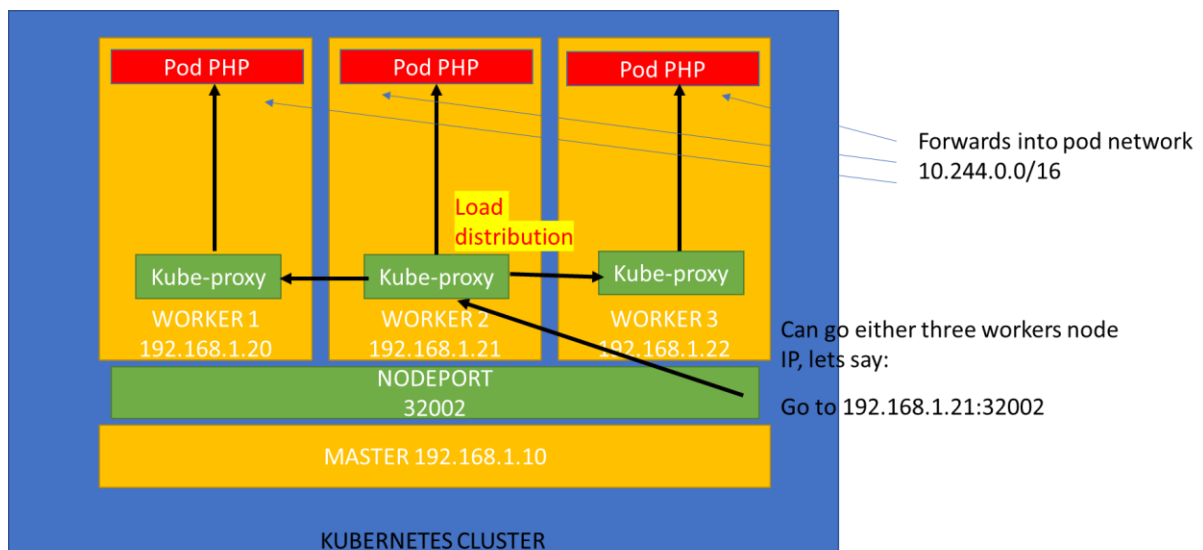 Pod PHP
Pod PHP
Pod PHP
Forwards into pod network
10.244.0.0/16
Load
distribution
Kube-proxy
Kube-proxy
Kube-proxy
WORKER 1
192.168.1.20
WORKER 2
192.168.1.21
WORKER 3
192.168.1.22
Can go either three workers node
IP, lets say:
Go to 192.168.1.21:32002
NODEPORT
32002
MASTER 192.168.1.10
KUBERNETES CLUSTER